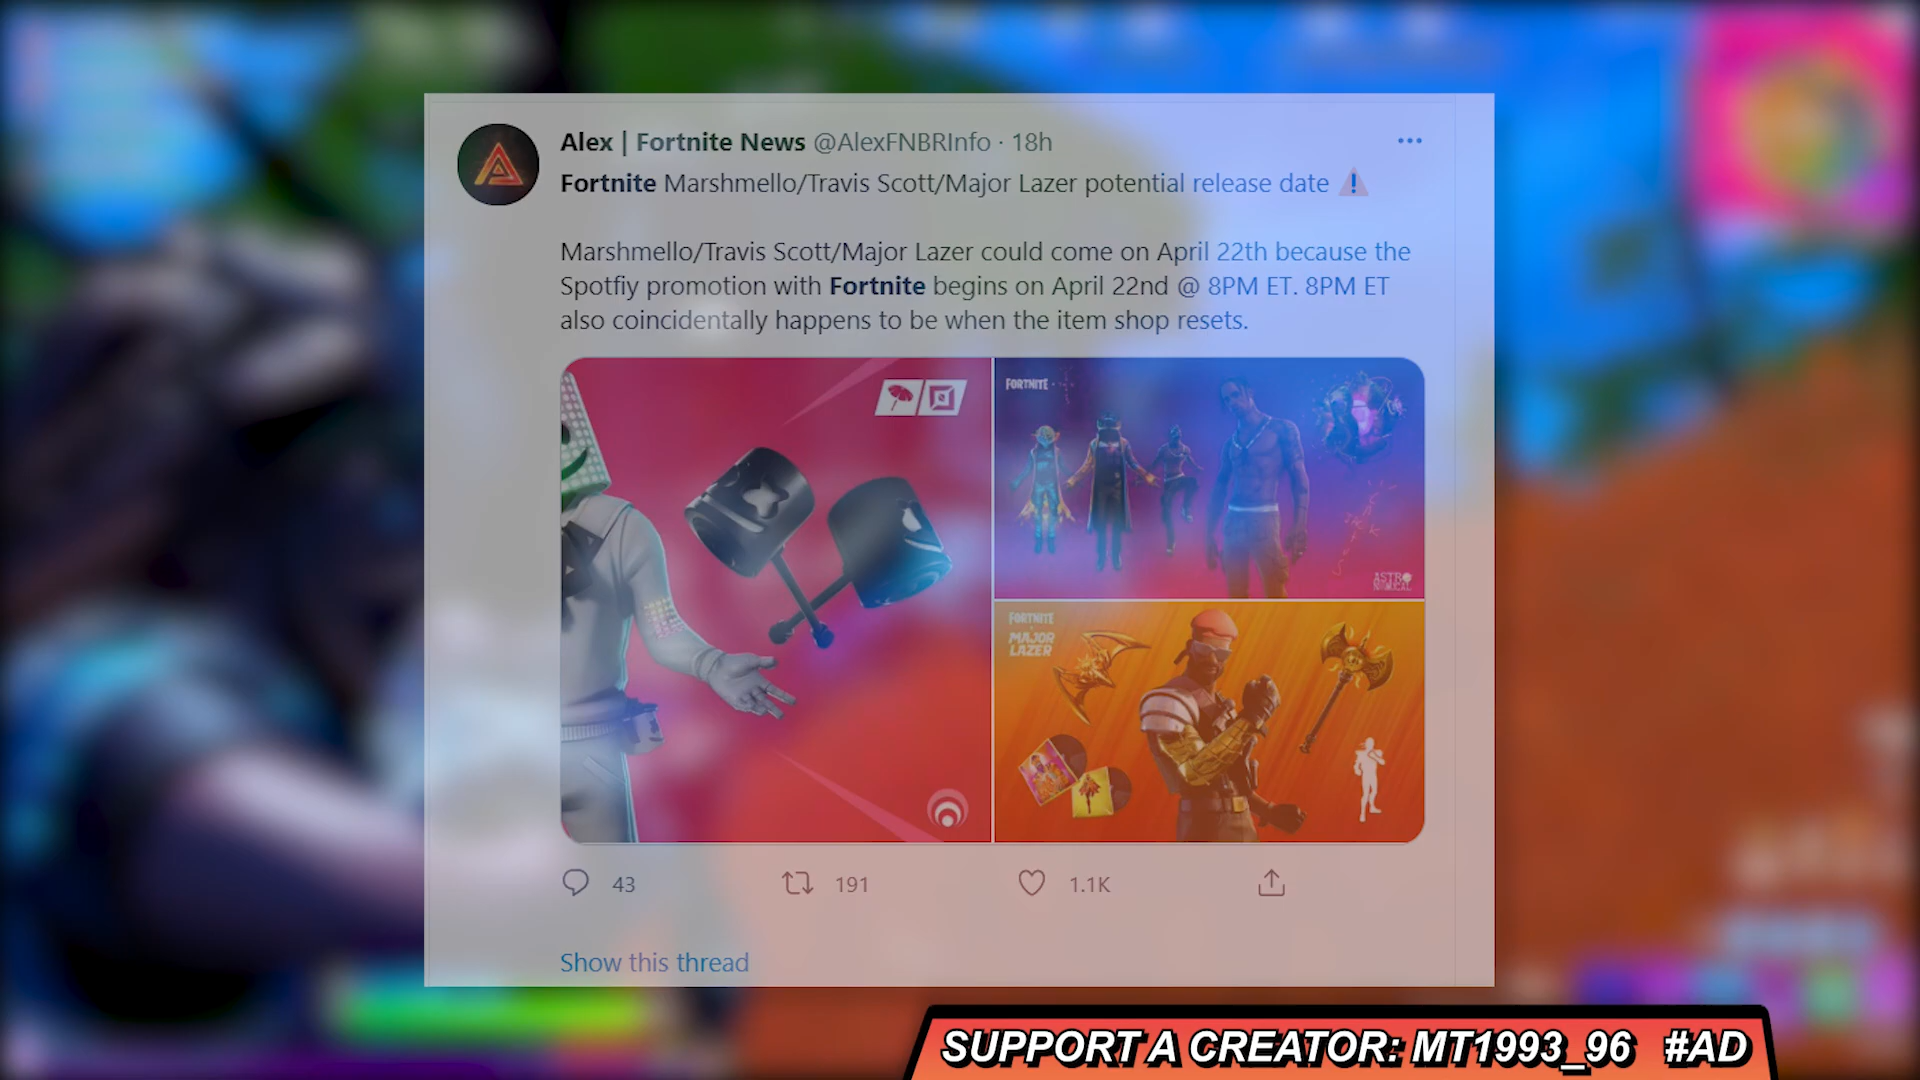 Alex | Fortnite News @AlexFNBRInfo · 18h
Fortnite Marshmello/Travis Scott/Major Lazer potential release date ⚠
Marshmello/Travis Scott/Major Lazer could come on April 22th because the
Spotfiy promotion with Fortnite begins on April 22nd @ 8PM ET. 8PM ET
also coincidentally happens to be when the item shop resets.
FORTNITE
ASTRONOMICAL
FORTNITE
MAJOR
LAZER
43 191 1.1K
Show this thread
SUPPORT A CREATOR: MT1993_96 #AD